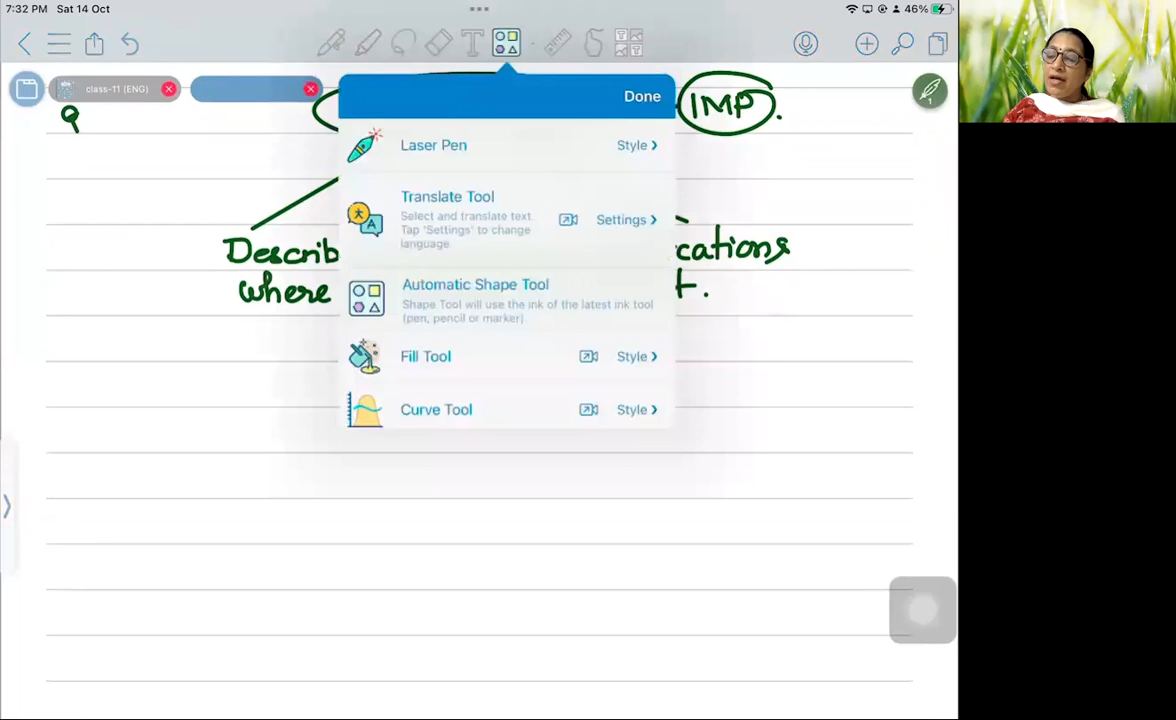 7:32 PM Sat 14 Oct
46%
class-11 (ENG)
Done
IMP.
Laser Pen
Style
Translate Tool
Select and translate text.
Tap 'Settings' to change
language.
Settings
cations
Describ
where
t.
Automatic Shape Tool
Shape Tool will use the ink of the latest ink tool
(pen, pencil or marker)
Fill Tool
Style
Curve Tool
Style
1